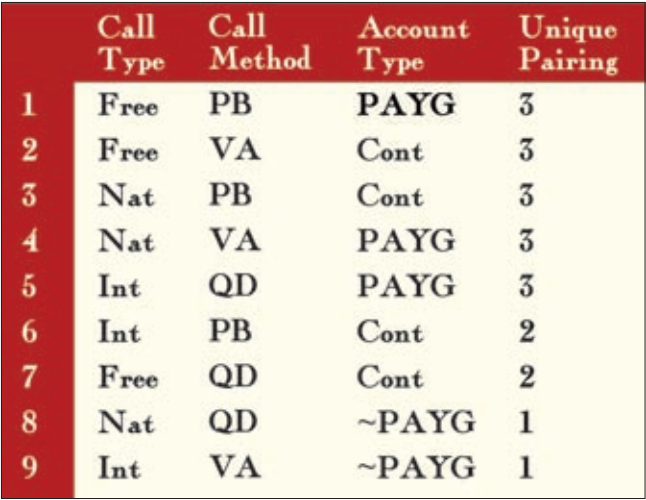 Call Call Account Unique
Type Method Type Pairing
1 Free PB PAYG 3
2 Free VA Cont 3
3 Nat PB Cont 3
4 Nat VA PAYG 3
5 Int QD PAYG 3
6 Int PB Cont 2
7 Free QD Cont 2
8 Nat QD ~PAYG 1
9 Int VA ~PAYG 1